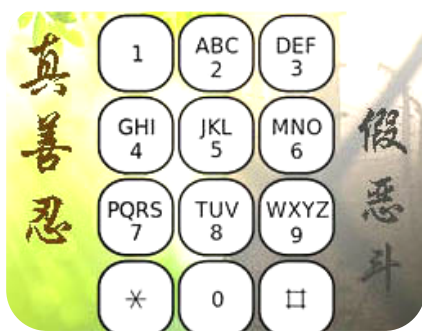 真善忍
1
ABC
2
DEF
3
GHI
4
JKL
5
MNO
6
PQRS
7
TUV
8
WXYZ
9
*
0
#
假恶斗